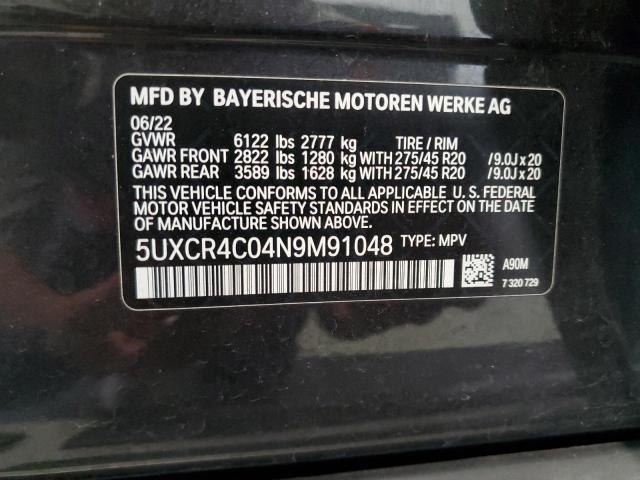 MFD BY BAYERISCHE MOTOREN WERKE AG
06/22
GVWR 6122 lbs 2777 kg TIRE / RIM
GAWR FRONT 2822 lbs 1280 kg WITH 275/45 R20 /9.0J x 20
GAWR REAR 3589 lbs 1628 kg WITH 275/45 R20 /9.0J x 20
THIS VEHICLE CONFORMS TO ALL APPLICABLE U. S. FEDERAL
MOTOR VEHICLE SAFETY STANDARDS IN EFFECT ON THE DATE
OF MANUFACTURE SHOWN ABOVE.
5UXCR4C04N9M91048 TYPE: MPV
A90M
7 320 729